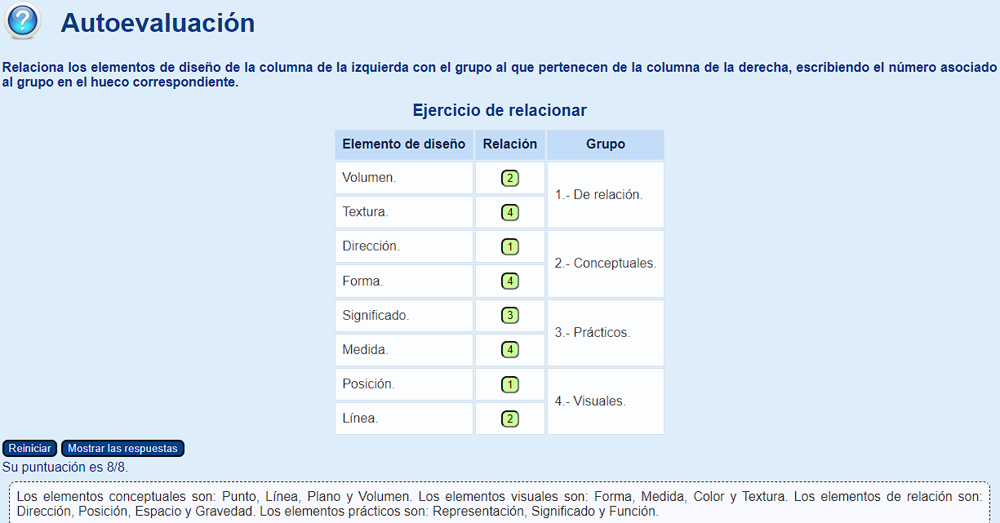 Autoevaluación
Relaciona los elementos de diseño de la columna de la izquierda con el grupo al que pertenecen de la columna de la derecha, escribiendo el número asociado
al grupo en el hueco correspondiente.
Ejercicio de relacionar
Elemento de diseño Relación Grupo
Volumen. 2
1.- De relación.
Textura. 4
Dirección. 1
2.- Conceptuales.
Forma. 4
Significado. 3
3.- Prácticos.
Medida. 4
Posición. 1
4.- Visuales.
Línea. 2
Reiniciar Mostrar las respuestas
Su puntuación es 8/8.
Los elementos conceptuales son: Punto, Línea, Plano y Volumen. Los elementos visuales son: Forma, Medida, Color y Textura. Los elementos de relación son:
Dirección, Posición, Espacio y Gravedad. Los elementos prácticos son: Representación, Significado y Función.